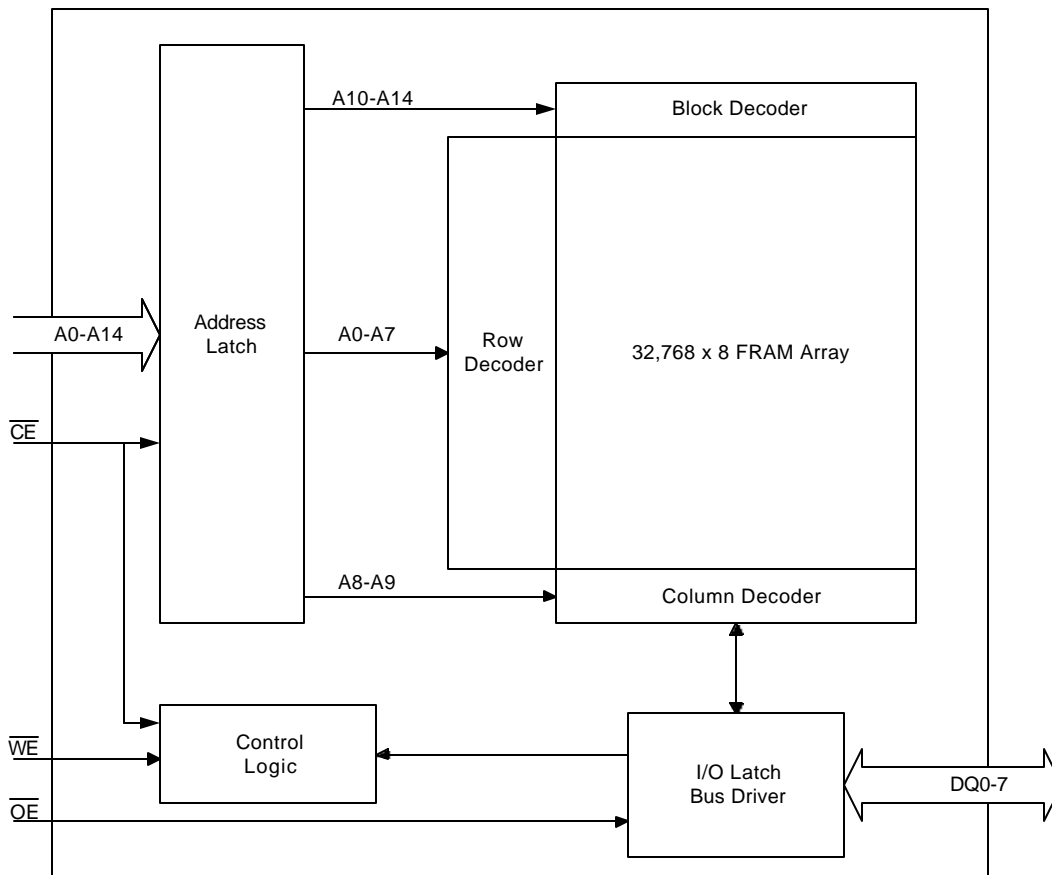 A10-A14
Block Decoder
A0-A14
Address
Latch
A0-A7
Row
Decoder
32,768 x 8 FRAM Array
CE
A8-A9
Column Decoder
WE
Control
Logic
I/O Latch
Bus Driver
DQ0-7
OE